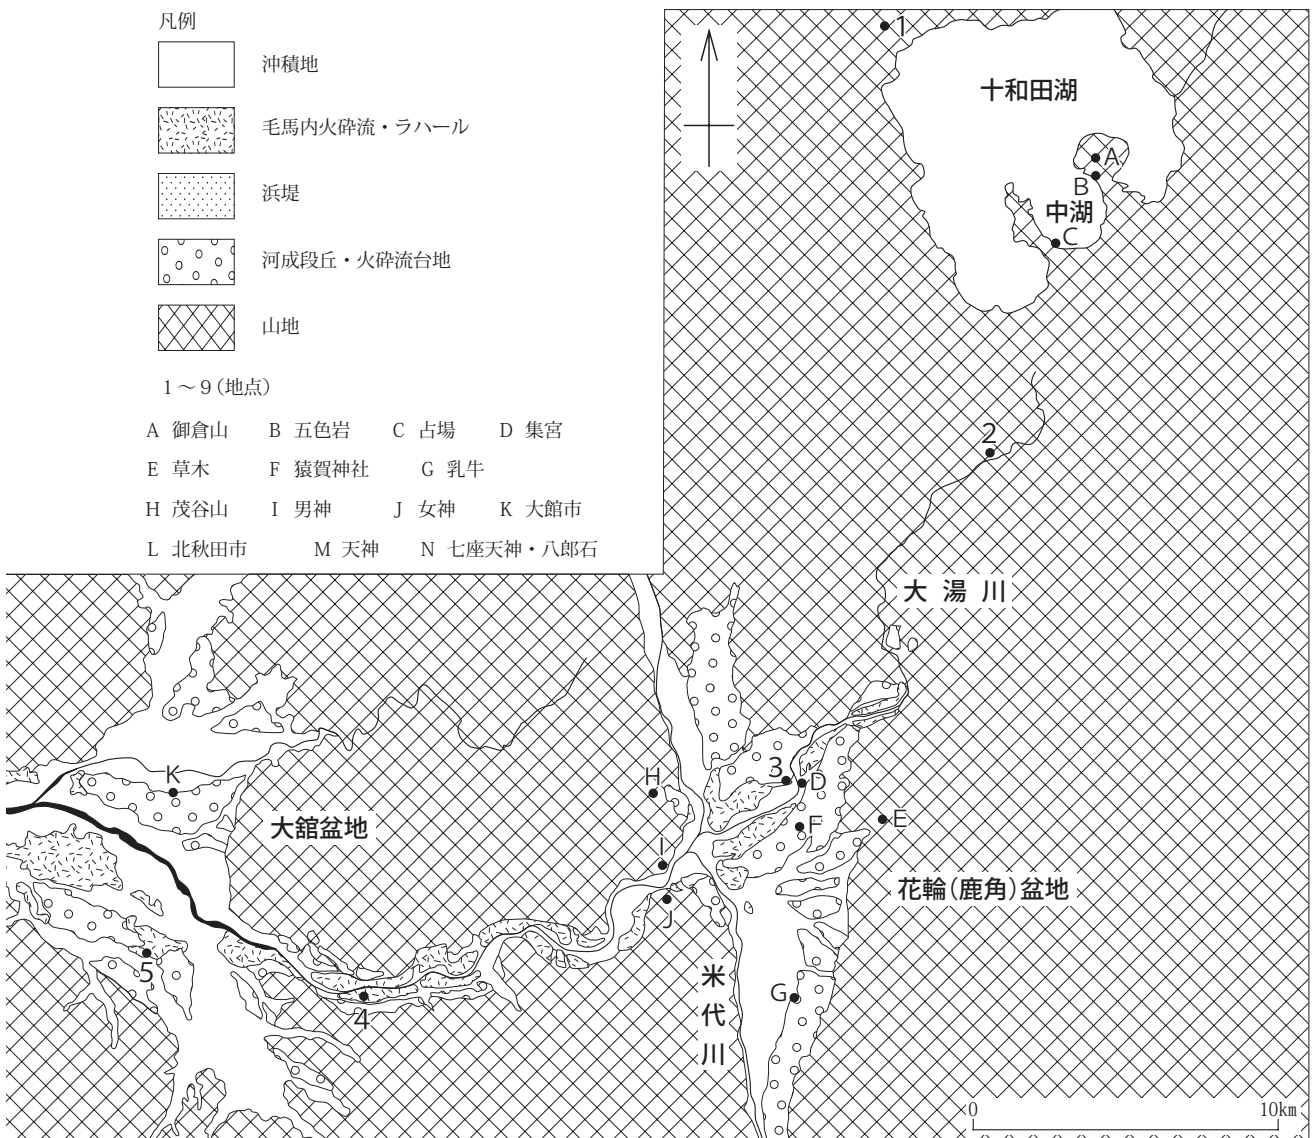 凡例
沖積地
毛馬内火砕流・ラハール
浜堤
河成段丘・火砕流台地
山地
1～9(地点)
A 御倉山 B 五色岩 C 占場 D 集宮
E 草木 F 猿賀神社 G 乳牛
H 茂谷山 I 男神 J 女神 K 大館市
L 北秋田市 M 天神 N 七座天神・八郎石
1
十和田湖
A
B
中湖
C
2
大湯川
K
H
3
D
大舘盆地
F
E
I
花輪(鹿角)盆地
J
5
米代川
G
4
0 10km